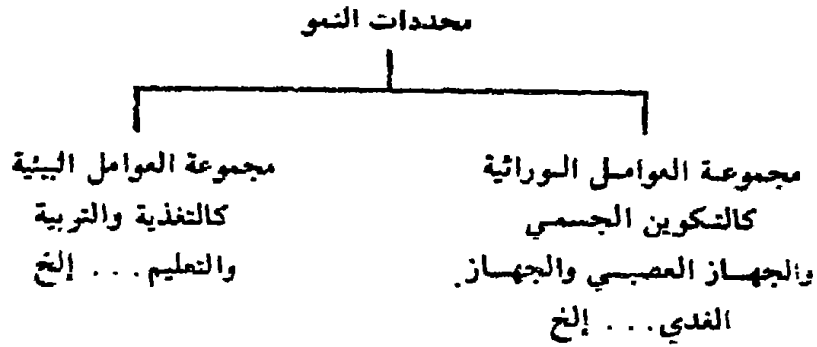 محددات النمو
مجموعة العوامل الوراثية
كالتكوين الجسمي
والجهاز العصبي والجهاز
الغدي... إلخ
مجموعة العوامل البيئية
كالتغذية والتربية
والتعليم... إلخ